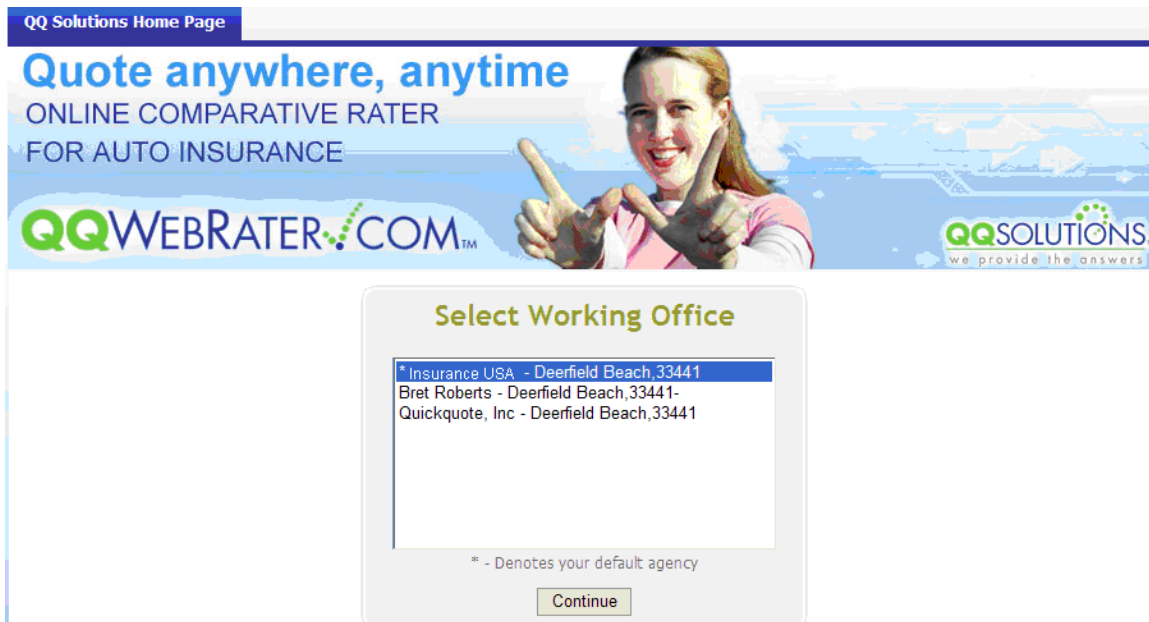 QQ Solutions Home Page
Quote anywhere, anytime
ONLINE COMPARATIVE RATER
FOR AUTO INSURANCE
QQWEBRATER.COM™
QQSOLUTIONS
we provide the answers
Select Working Office
* Insurance USA - Deerfield Beach,33441
Bret Roberts - Deerfield Beach,33441-
Quickquote, Inc - Deerfield Beach,33441
* - Denotes your default agency
Continue